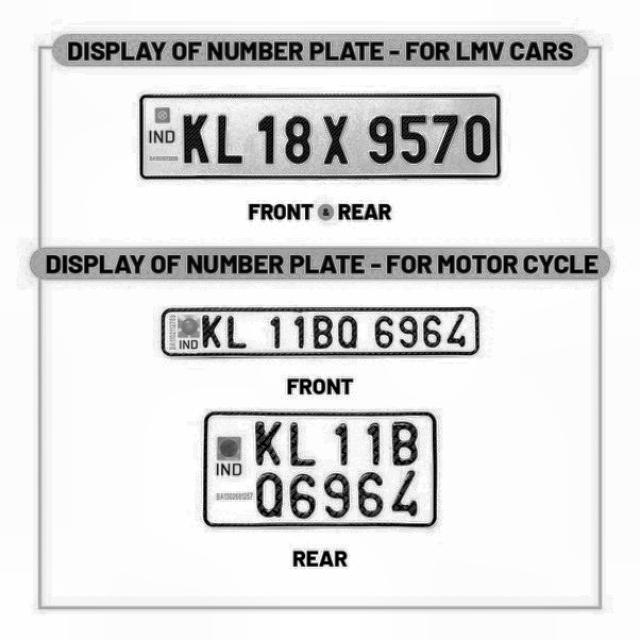 DISPLAY OF NUMBER PLATE - FOR LMV CARS
IND KL 18 X 9570
FRONT & REAR
DISPLAY OF NUMBER PLATE - FOR MOTOR CYCLE
IND KL 11BQ 6964
FRONT
IND KL 11B
Q6964
REAR